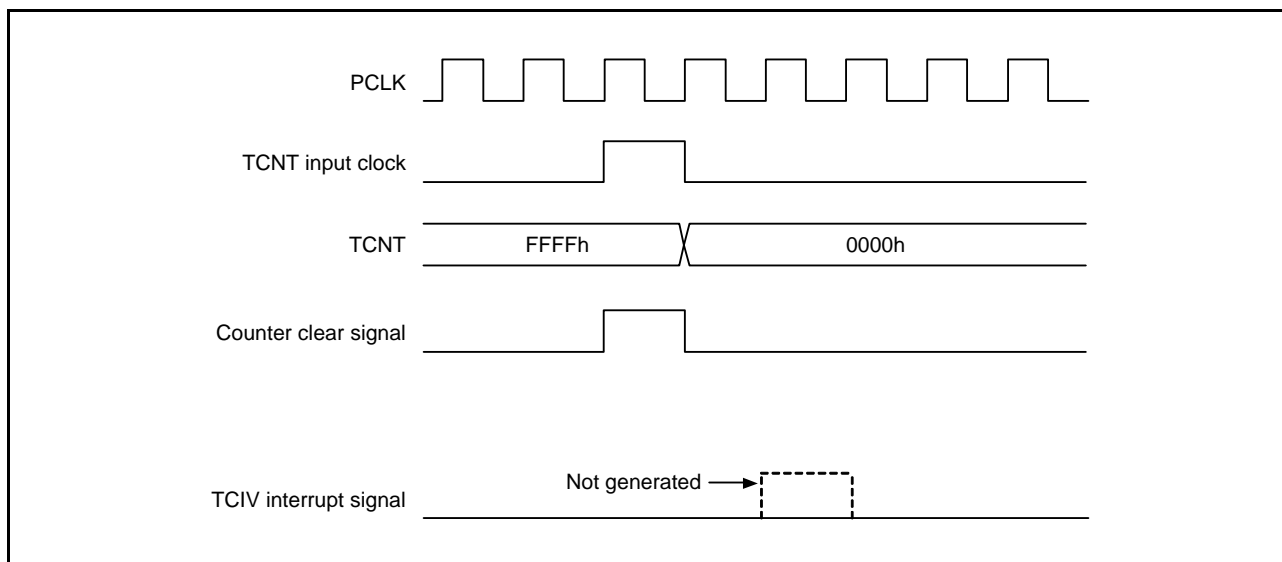 PCLK
TCNT input clock
TCNT FFFFh 0000h
Counter clear signal
Not generated
TCIV interrupt signal